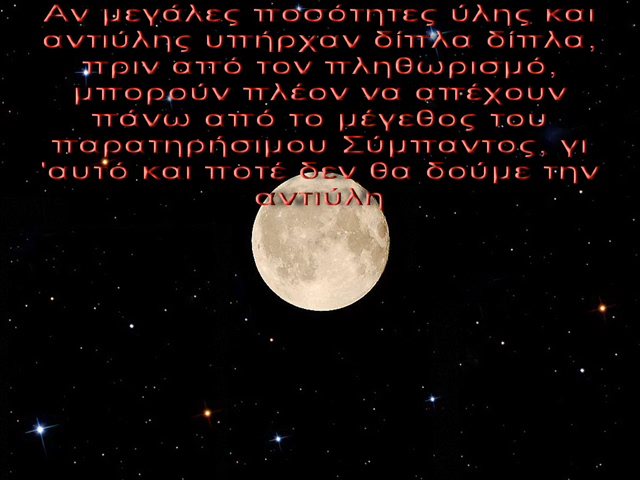 Αν μεγάλες ποσότητες ύλης και
αντιύλης υπήρχαν δίπλα δίπλα,
πριν από τον πληθωρισμό,
μπορούν πλέον να απέχουν
πάνω από το μέγεθος του
παρατηρήσιμου Σύμπαντος, γι
'αυτό και ποτέ δεν θα δούμε την
αντιύλη